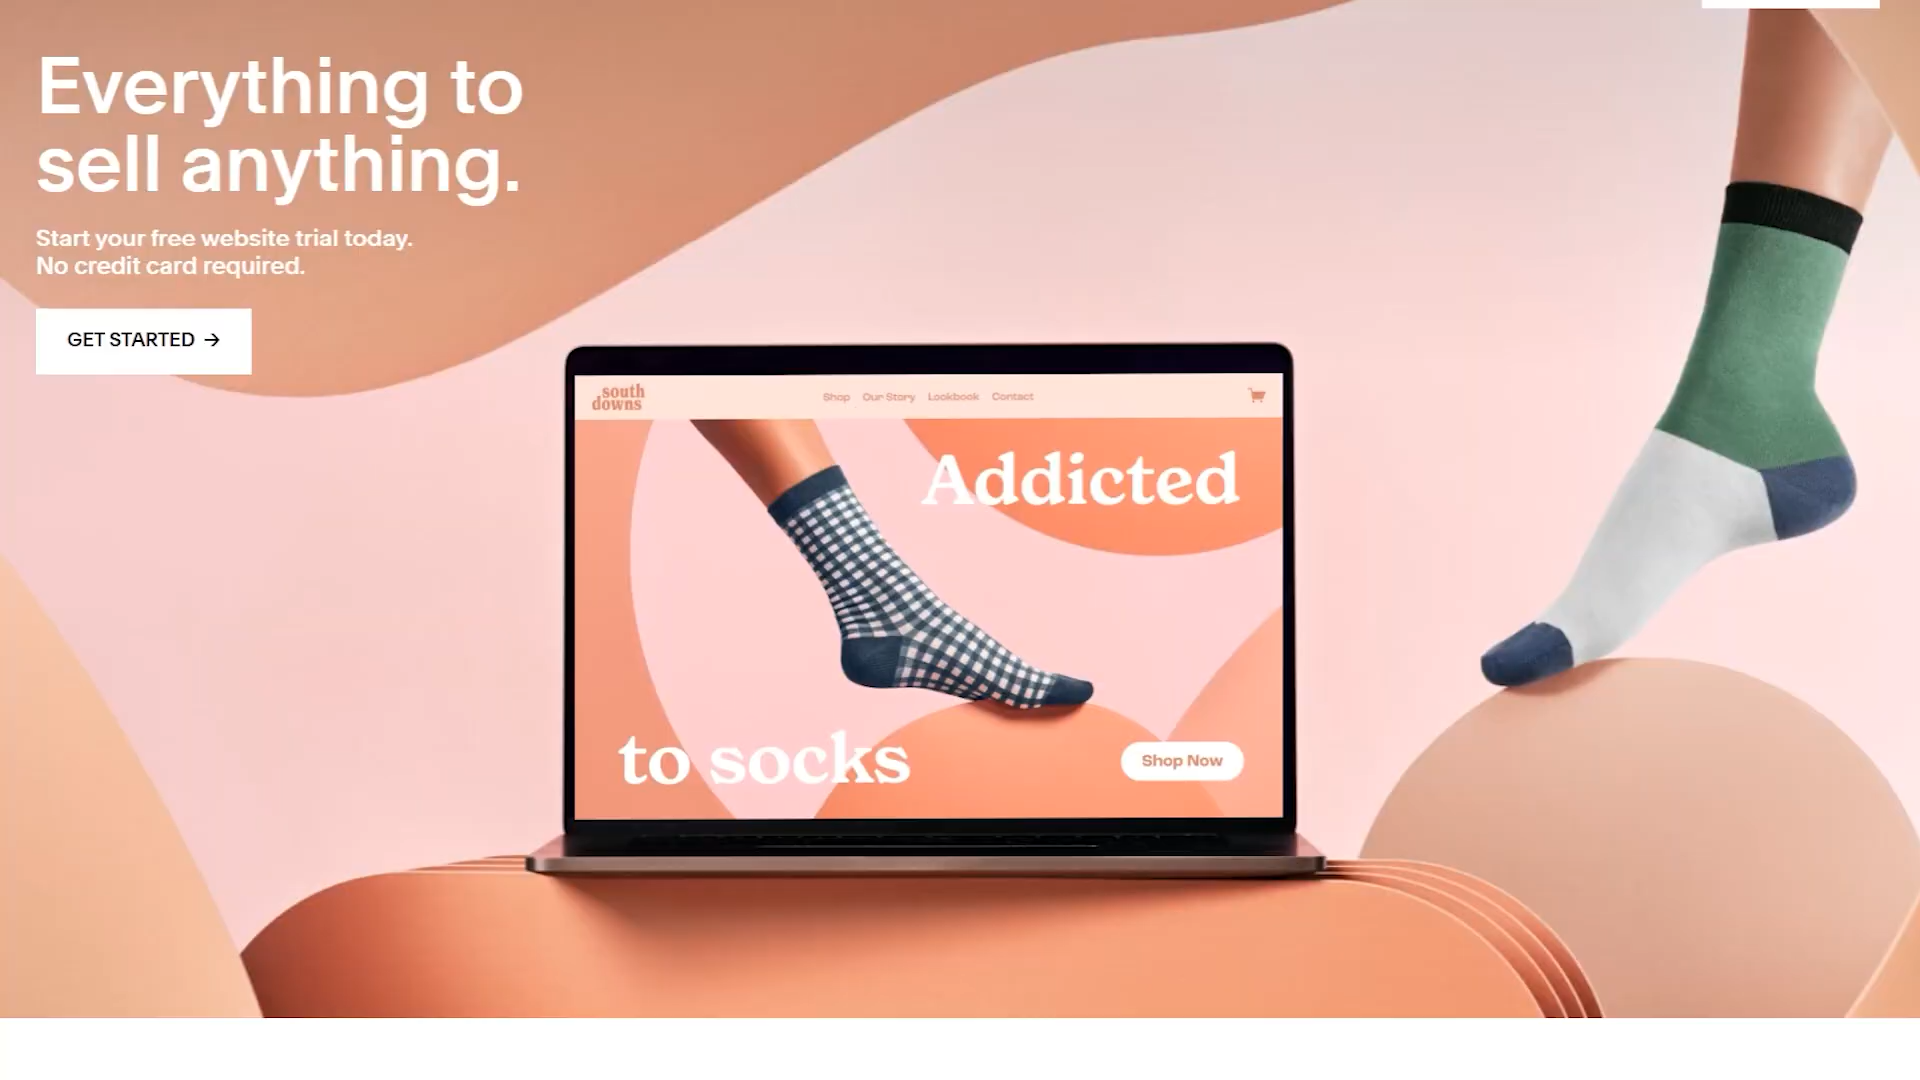 Everything to
sell anything.
Start your free website trial today.
No credit card required.
GET STARTED →
south
downs
Shop Our Story Lookbook Contact
Addicted
to socks
Shop Now